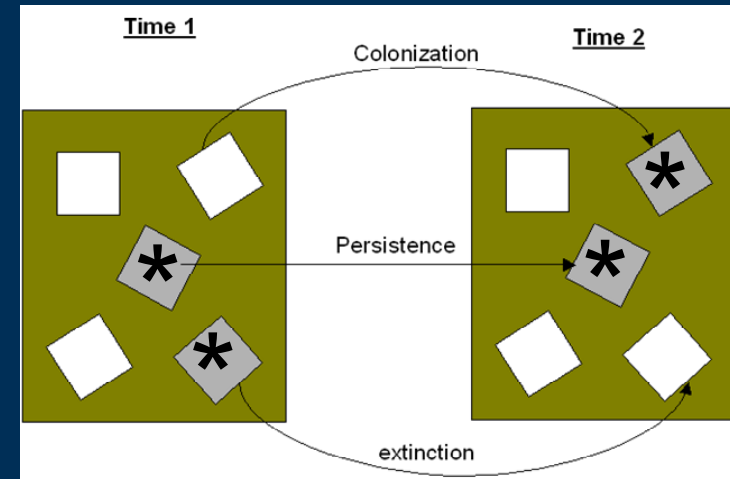 Time 1
Colonization
Time 2
*
Persistence
*
*
*
extinction